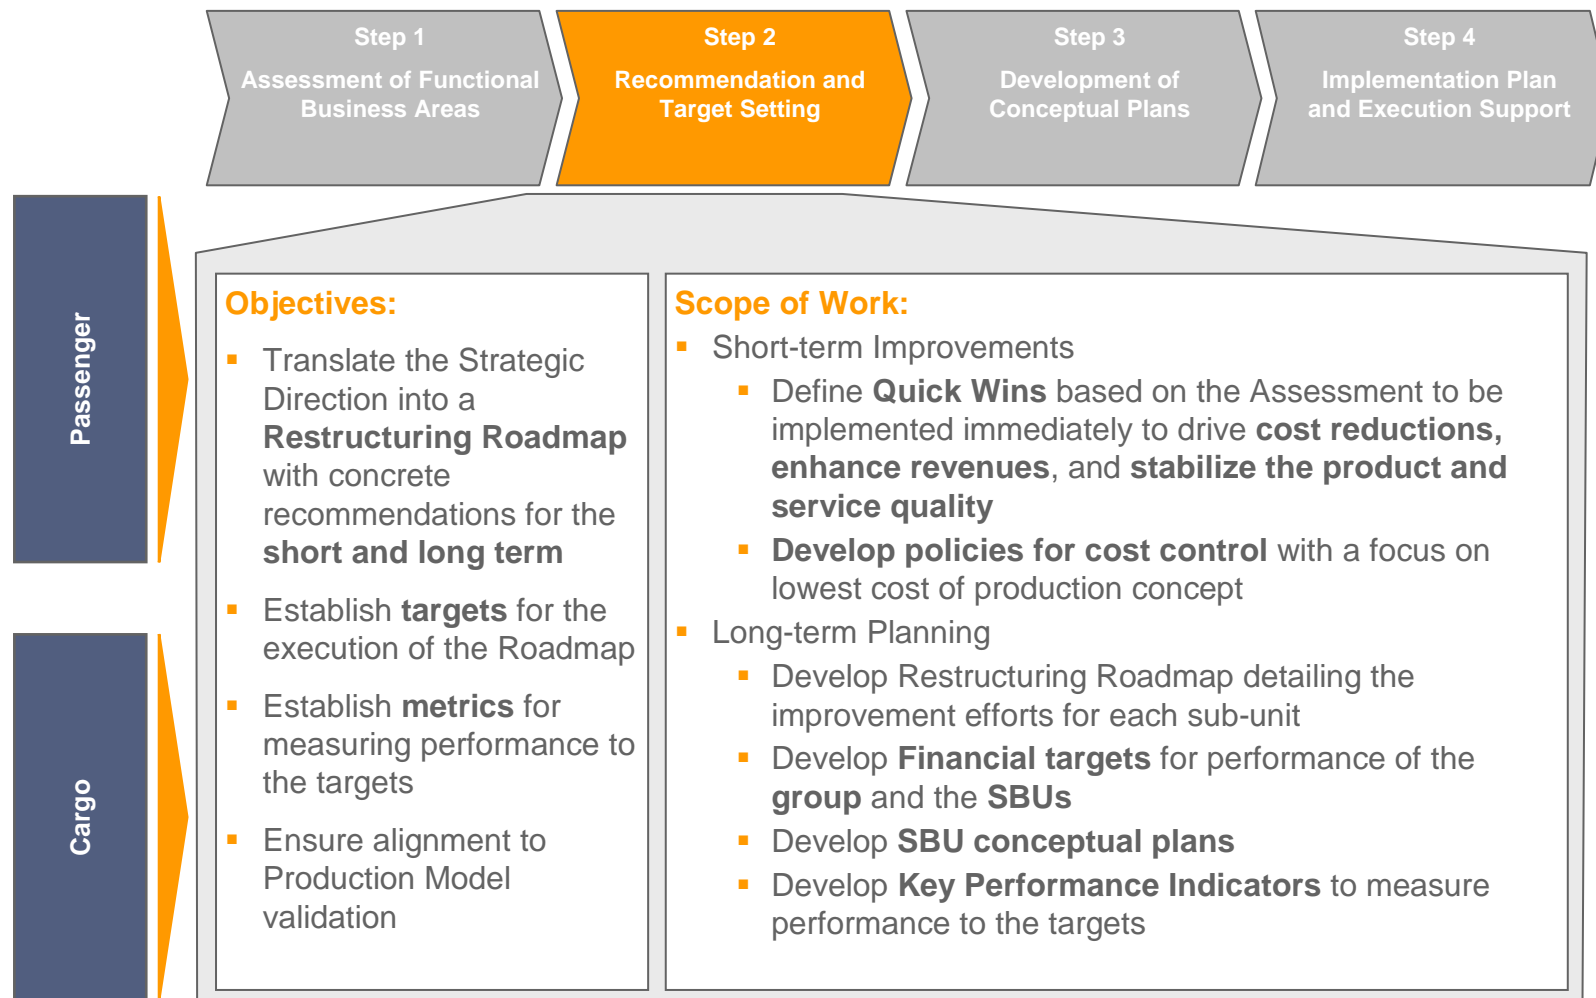 Step 1
Assessment of Functional
Business Areas
Step 2
Recommendation and
Target Setting
Step 3
Development of
Conceptual Plans
Step 4
Implementation Plan
and Execution Support
Passenger
Cargo
Objectives:
▪ Translate the Strategic
Direction into a
Restructuring Roadmap
with concrete
recommendations for the
short and long term
▪ Establish targets for the
execution of the Roadmap
▪ Establish metrics for
measuring performance to
the targets
▪ Ensure alignment to
Production Model
validation
Scope of Work:
▪ Short-term Improvements
▪ Define Quick Wins based on the Assessment to be
implemented immediately to drive cost reductions,
enhance revenues, and stabilize the product and
service quality
▪ Develop policies for cost control with a focus on
lowest cost of production concept
▪ Long-term Planning
▪ Develop Restructuring Roadmap detailing the
improvement efforts for each sub-unit
▪ Develop Financial targets for performance of the
group and the SBUs
▪ Develop SBU conceptual plans
▪ Develop Key Performance Indicators to measure
performance to the targets